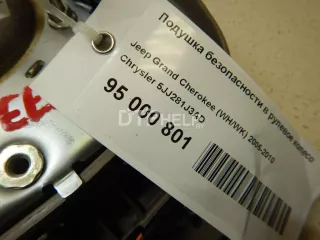 Подушка безопасности в рулевое колесо
Jeep Grand Cherokee (WH/WK) 2005-2010
Chrysler 5JJ281J3AD
95 000 801